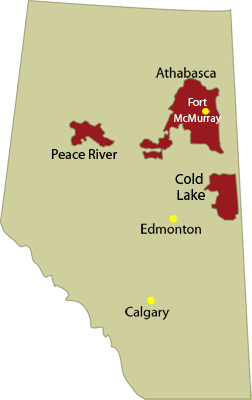 Athabasca
Fort
McMurray
Peace River
Cold
Lake
Edmonton
Calgary